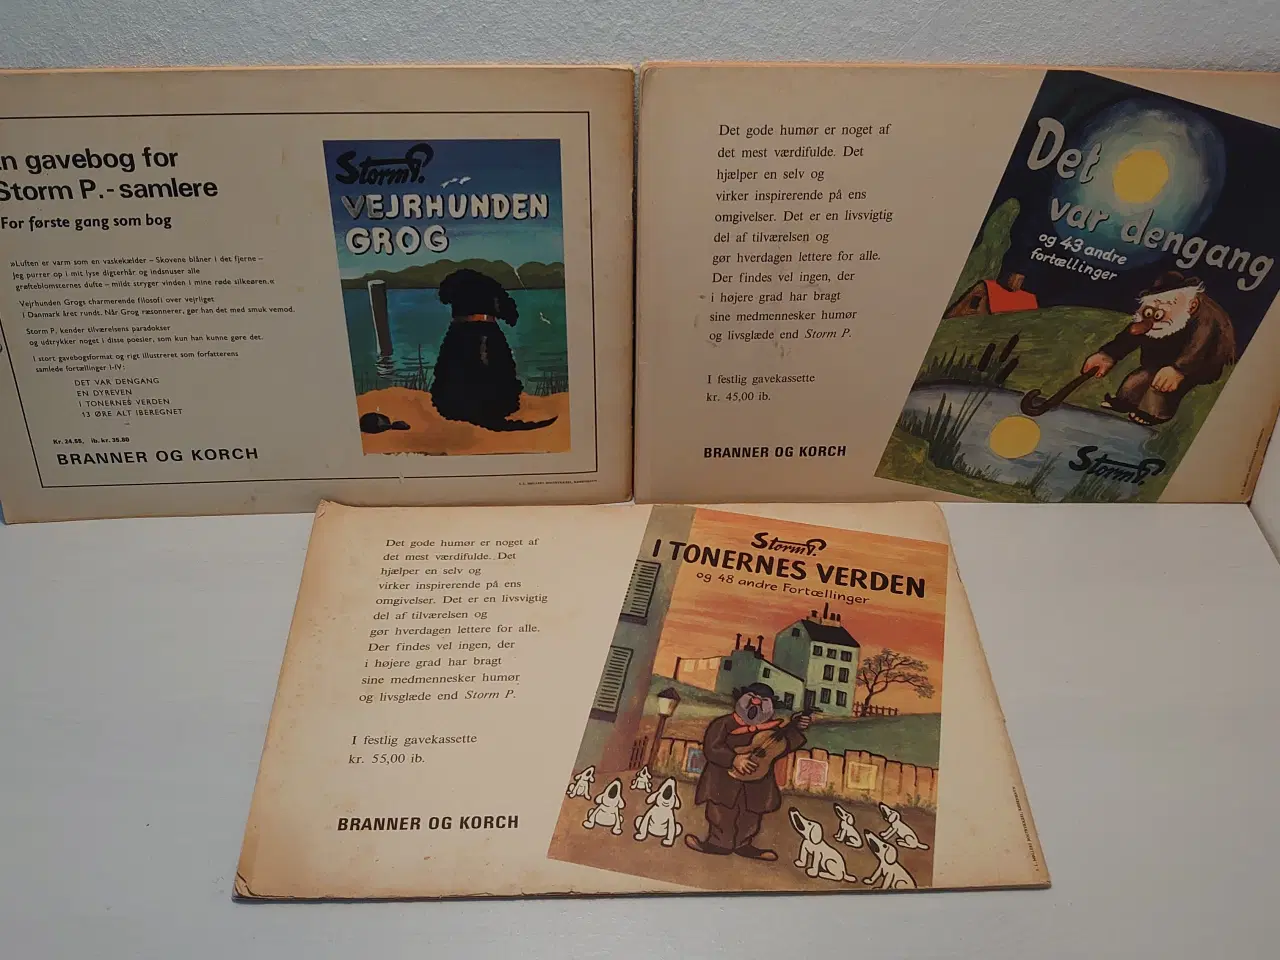 n gavebog for
Storm P.-samlere
For første gang som bog
»Luften er varm som en vaskekælder – Skovene blåner i det fjerne –
jeg purrer op i mit lyse digterhår og indsnuser alle
grøfteblomsternes dufte – mildt stryger vinden i mine røde silkeøren.«
Vejrhunden Grogs charmerende filosofi over vejrliget
i Danmark året rundt. Når Grog ræsonnerer, gør han det med smuk vemod.
Storm P. kender tilværelsens paradokser
og udtrykker noget i disse poesier, som kun han kunne gøre det.
I stort gavebogsformat og rigt illustreret som forfatterens
samlede fortællinger I-IV:
DET VAR DENGANG
EN DYREVEN
I TONERNES VERDEN
13 ØRE ALT IBEREGNET
Kr. 24.85, ib. kr. 35.80
BRANNER OG KORCH
Storm P.
VEJRHUNDEN
GROG
Det gode humør er noget af
det mest værdifulde. Det
hjælper en selv og
virker inspirerende på ens
omgivelser. Det er en livsvigtig
del af tilværelsen og
gør hverdagen lettere for alle.
Der findes vel ingen, der
i højere grad har bragt
sine medmennesker humør
og livsglæde end Storm P.
I festlig gavekassette
kr. 45,00 ib.
BRANNER OG KORCH
Det
var dengang
og 43 andre
fortællinger
Storm P.
Det gode humør er noget af
det mest værdifulde. Det
hjælper en selv og
virker inspirerende på ens
omgivelser. Det er en livsvigtig
del af tilværelsen og
gør hverdagen lettere for alle.
Der findes vel ingen, der
i højere grad har bragt
sine medmennesker humør
og livsglæde end Storm P.
I festlig gavekassette
kr. 55,00 ib.
BRANNER OG KORCH
Storm P.
I TONERNES VERDEN
og 48 andre Fortællinger